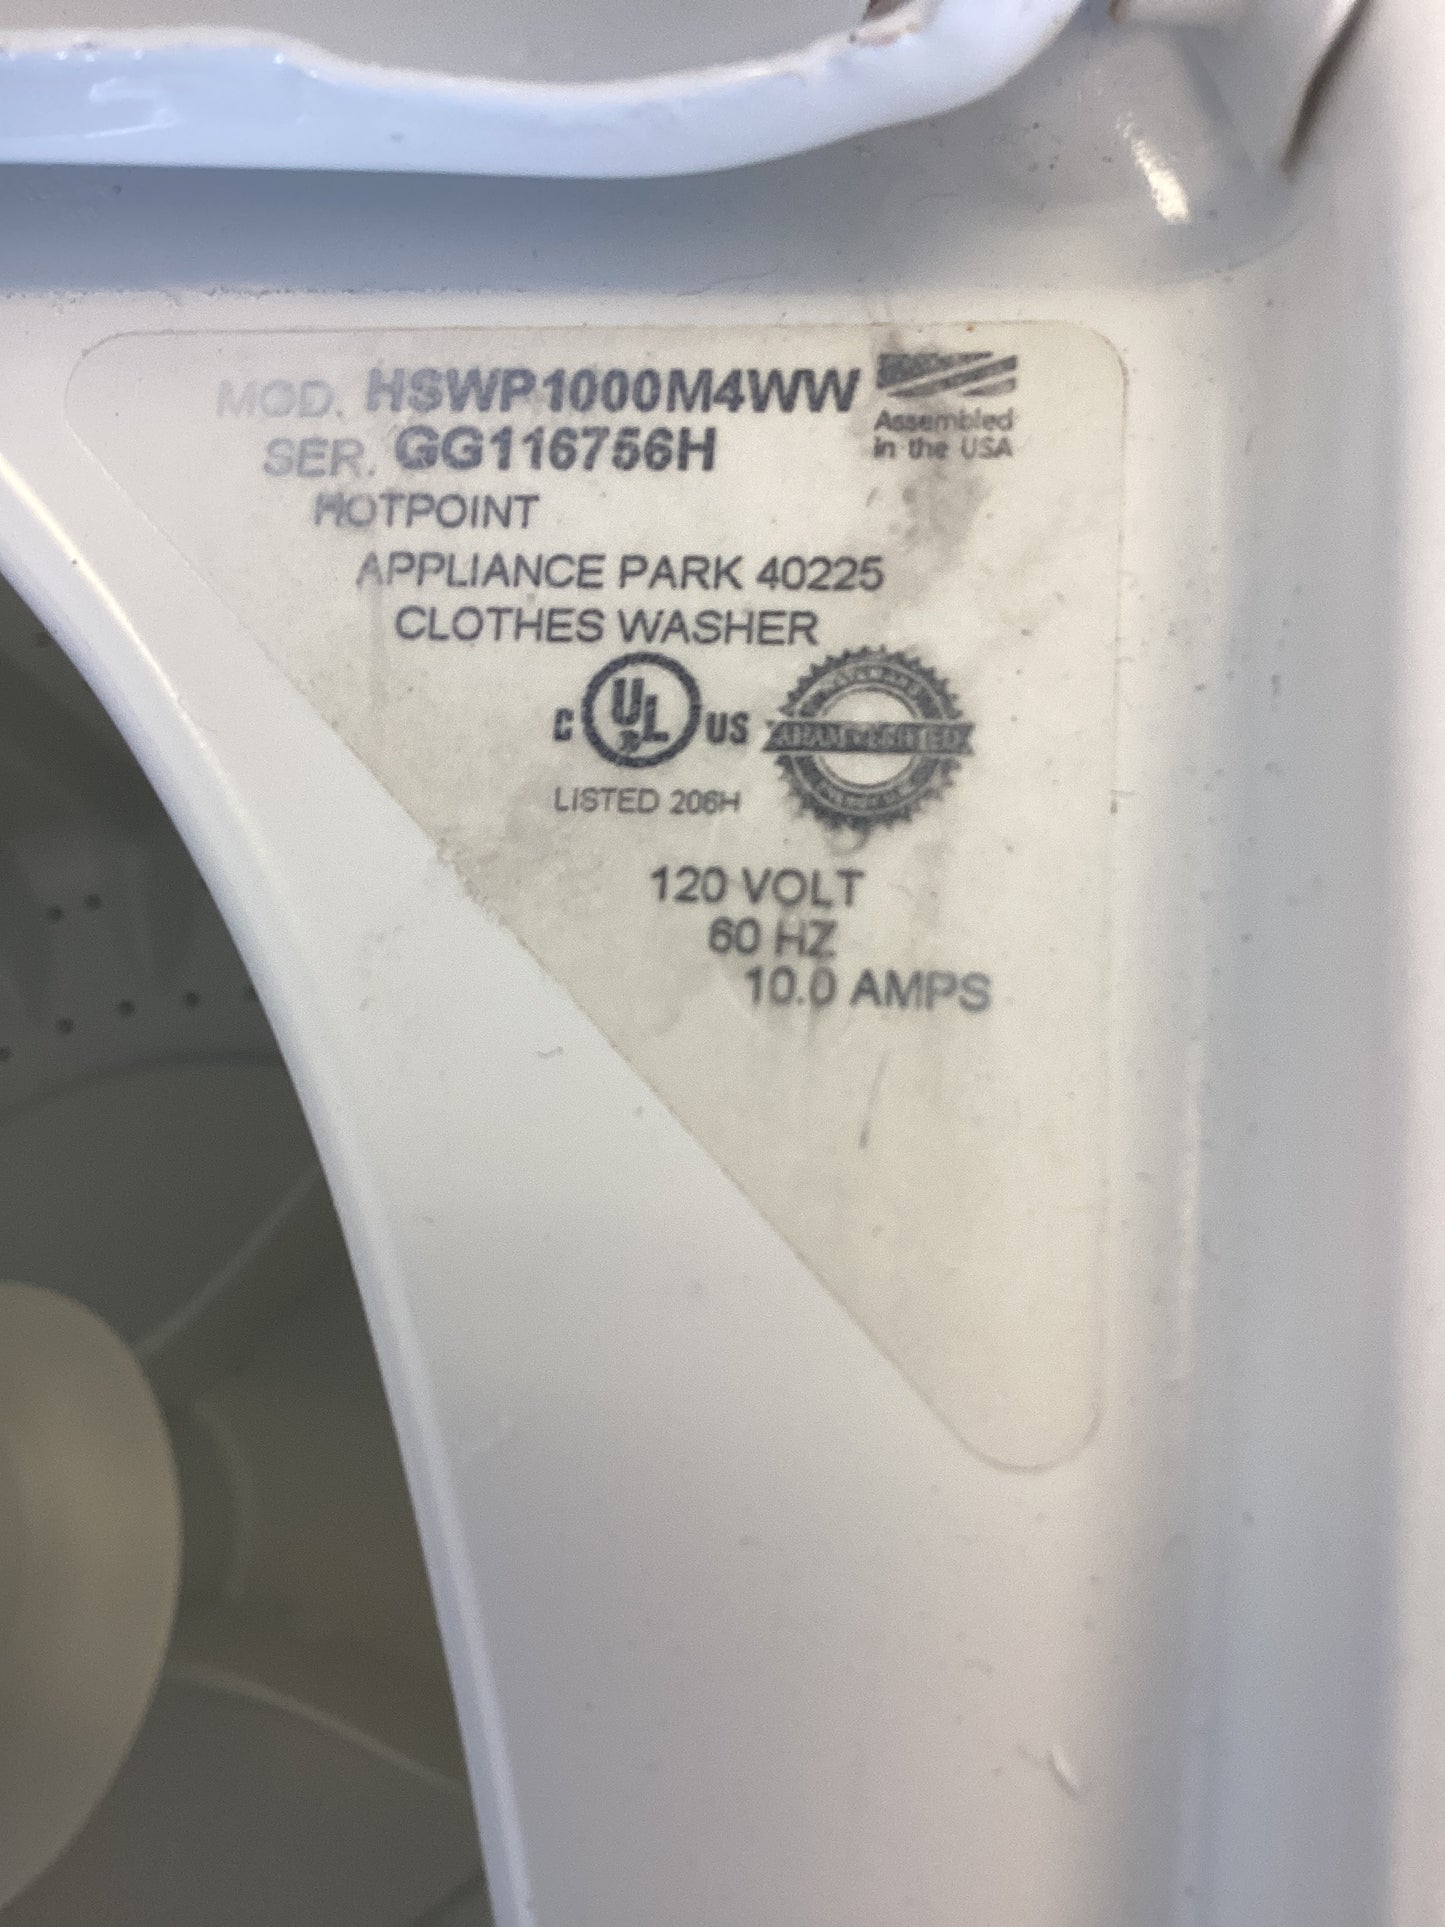 MOD. HSWP1000M4WW
SER. GG116756H
Assembled
in the USA
HOTPOINT
APPLIANCE PARK 40225
CLOTHES WASHER
C UL US
LISTED 206H
120 VOLT
60 HZ
10.0 AMPS